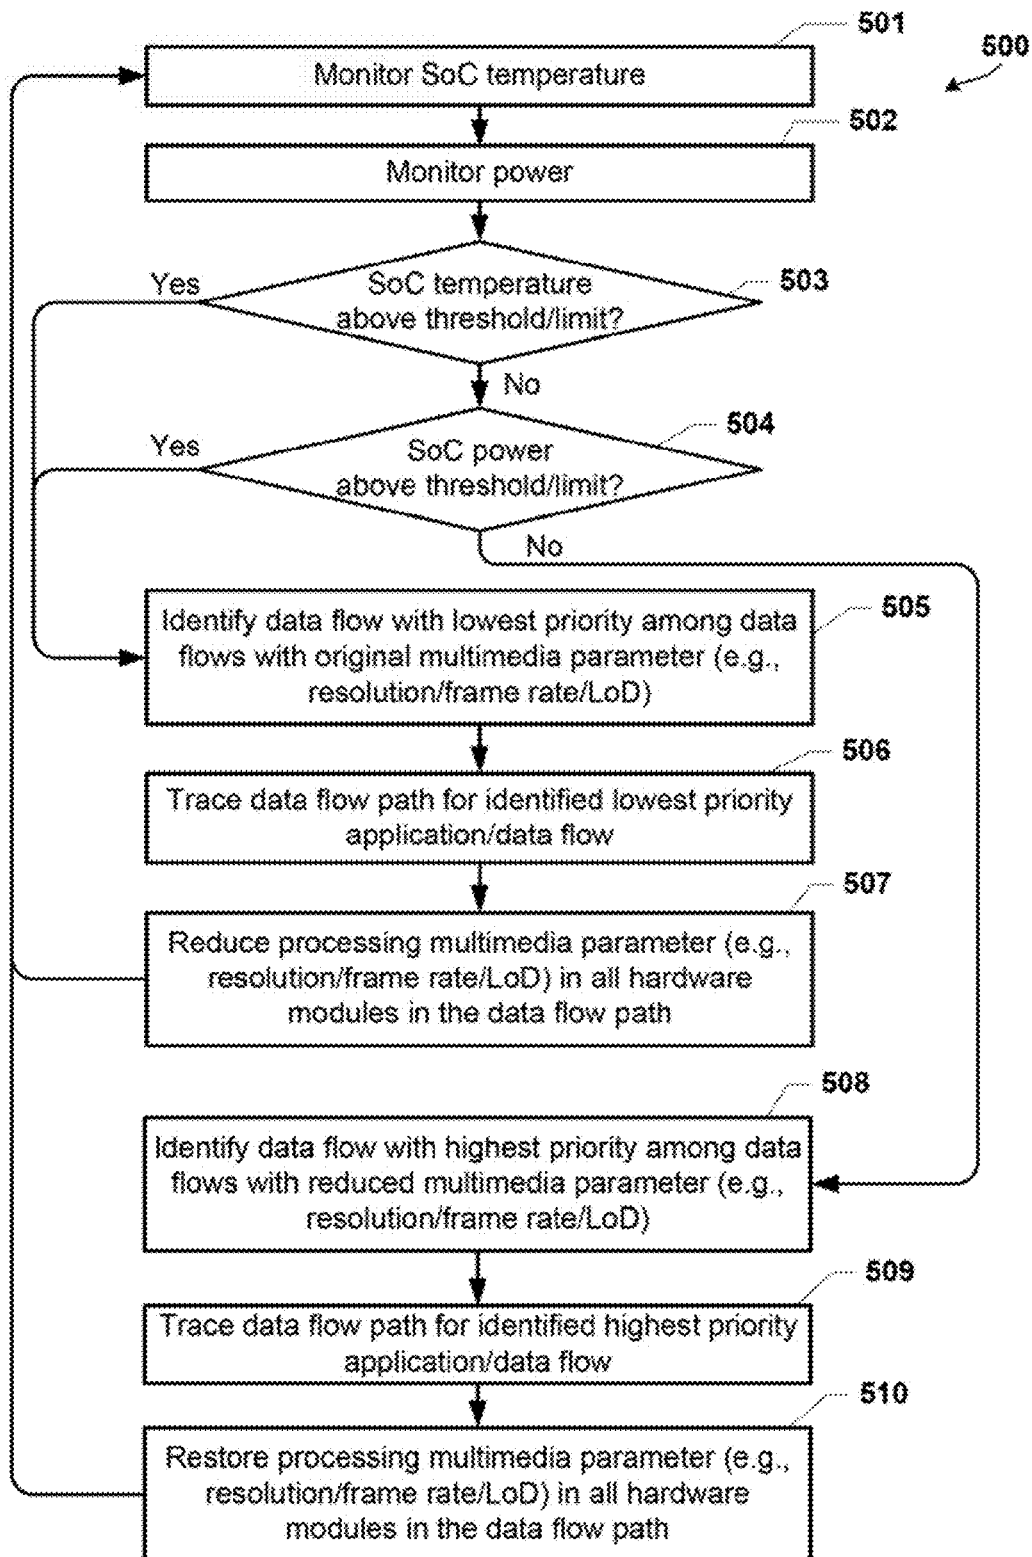 501
500
Monitor SoC temperature
502
Monitor power
Yes
SoC temperature
above threshold/limit?
503
No
Yes
SoC power
above threshold/limit?
504
No
505
Identify data flow with lowest priority among data
flows with original multimedia parameter (e.g.,
resolution/frame rate/LoD)
506
Trace data flow path for identified lowest priority
application/data flow
507
Reduce processing multimedia parameter (e.g.,
resolution/frame rate/LoD) in all hardware
modules in the data flow path
508
Identify data flow with highest priority among data
flows with reduced multimedia parameter (e.g.,
resolution/frame rate/LoD)
509
Trace data flow path for identified highest priority
application/data flow
510
Restore processing multimedia parameter (e.g.,
resolution/frame rate/LoD) in all hardware
modules in the data flow path